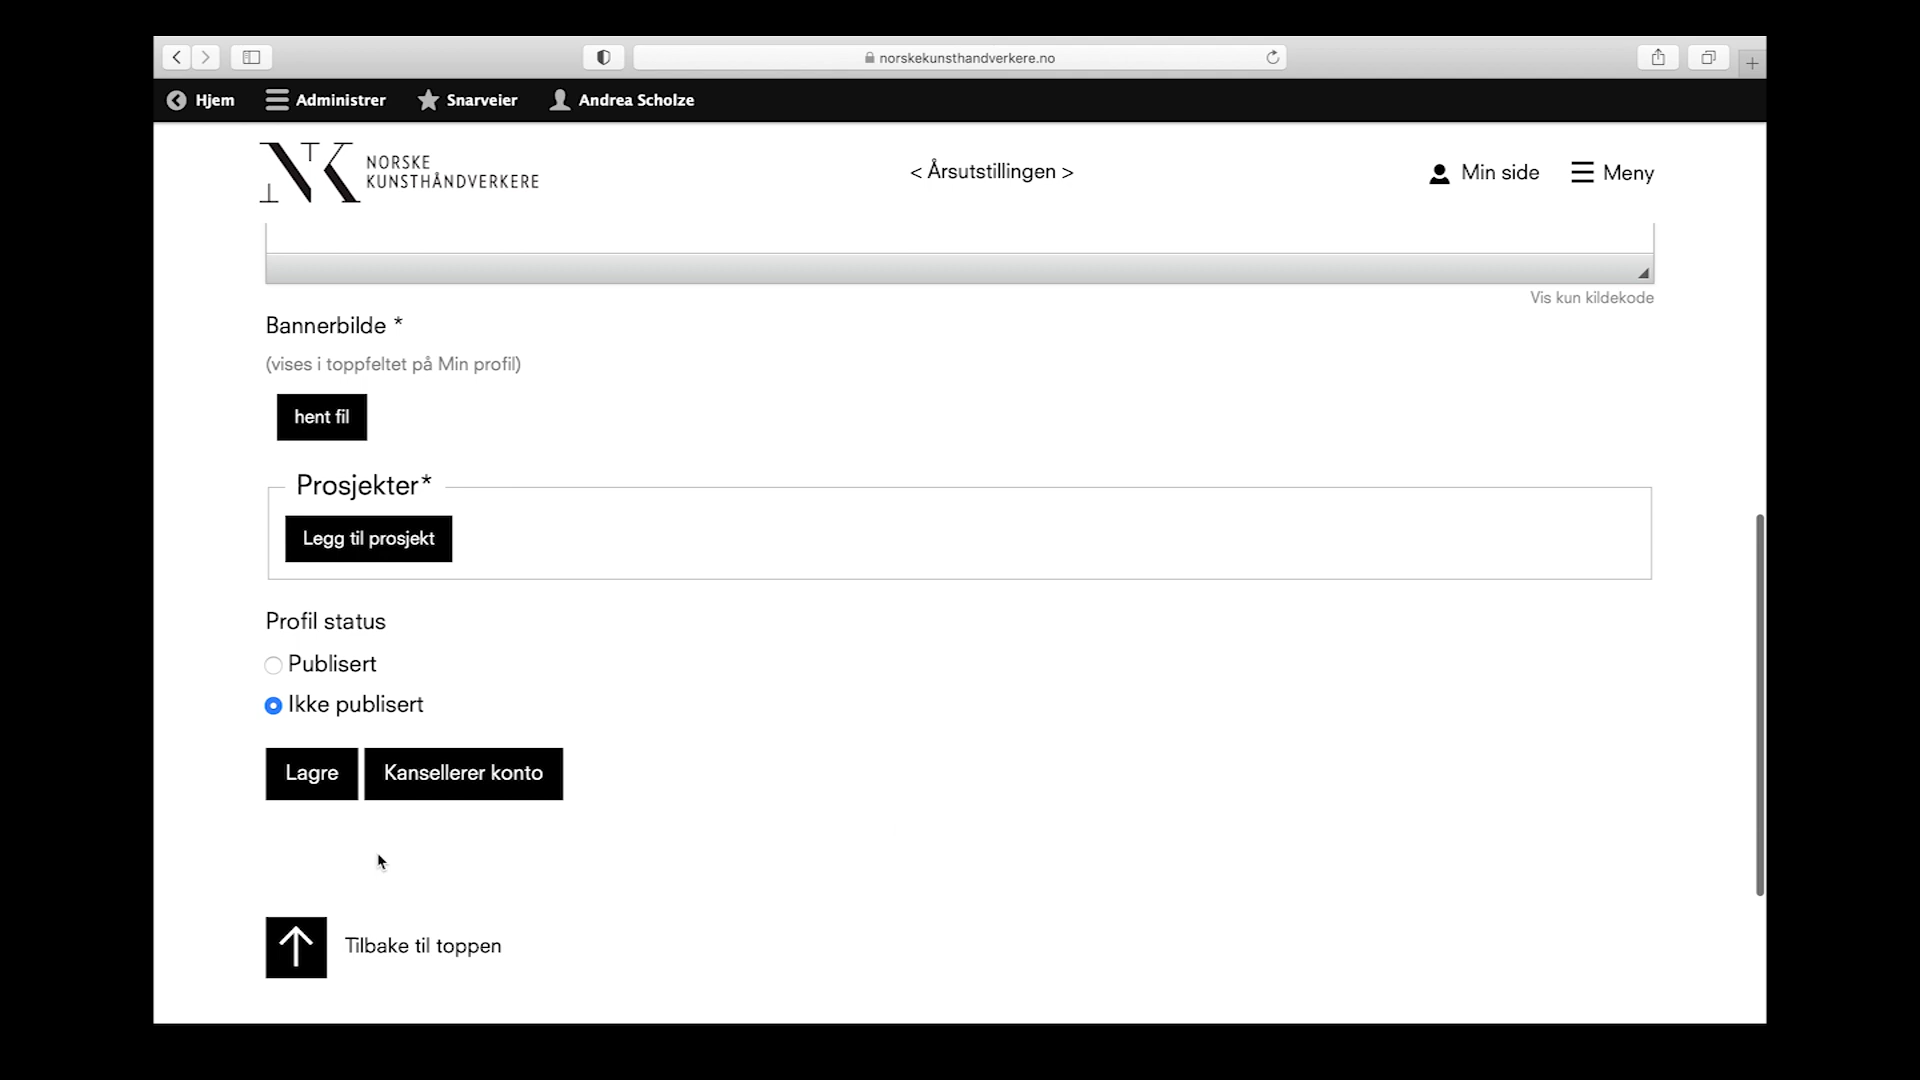 norskekunsthandverkere.no
Hjem Administrer Snarveier Andrea Scholze
NK NORSKE KUNSTHÅNDVERKERE
< Årsutstillingen >
Min side Meny
Vis kun kildekode
Bannerbilde *
(vises i toppfeltet på Min profil)
hent fil
Prosjekter*
Legg til prosjekt
Profil status
Publisert
Ikke publisert
Lagre Kansellerer konto
Tilbake til toppen